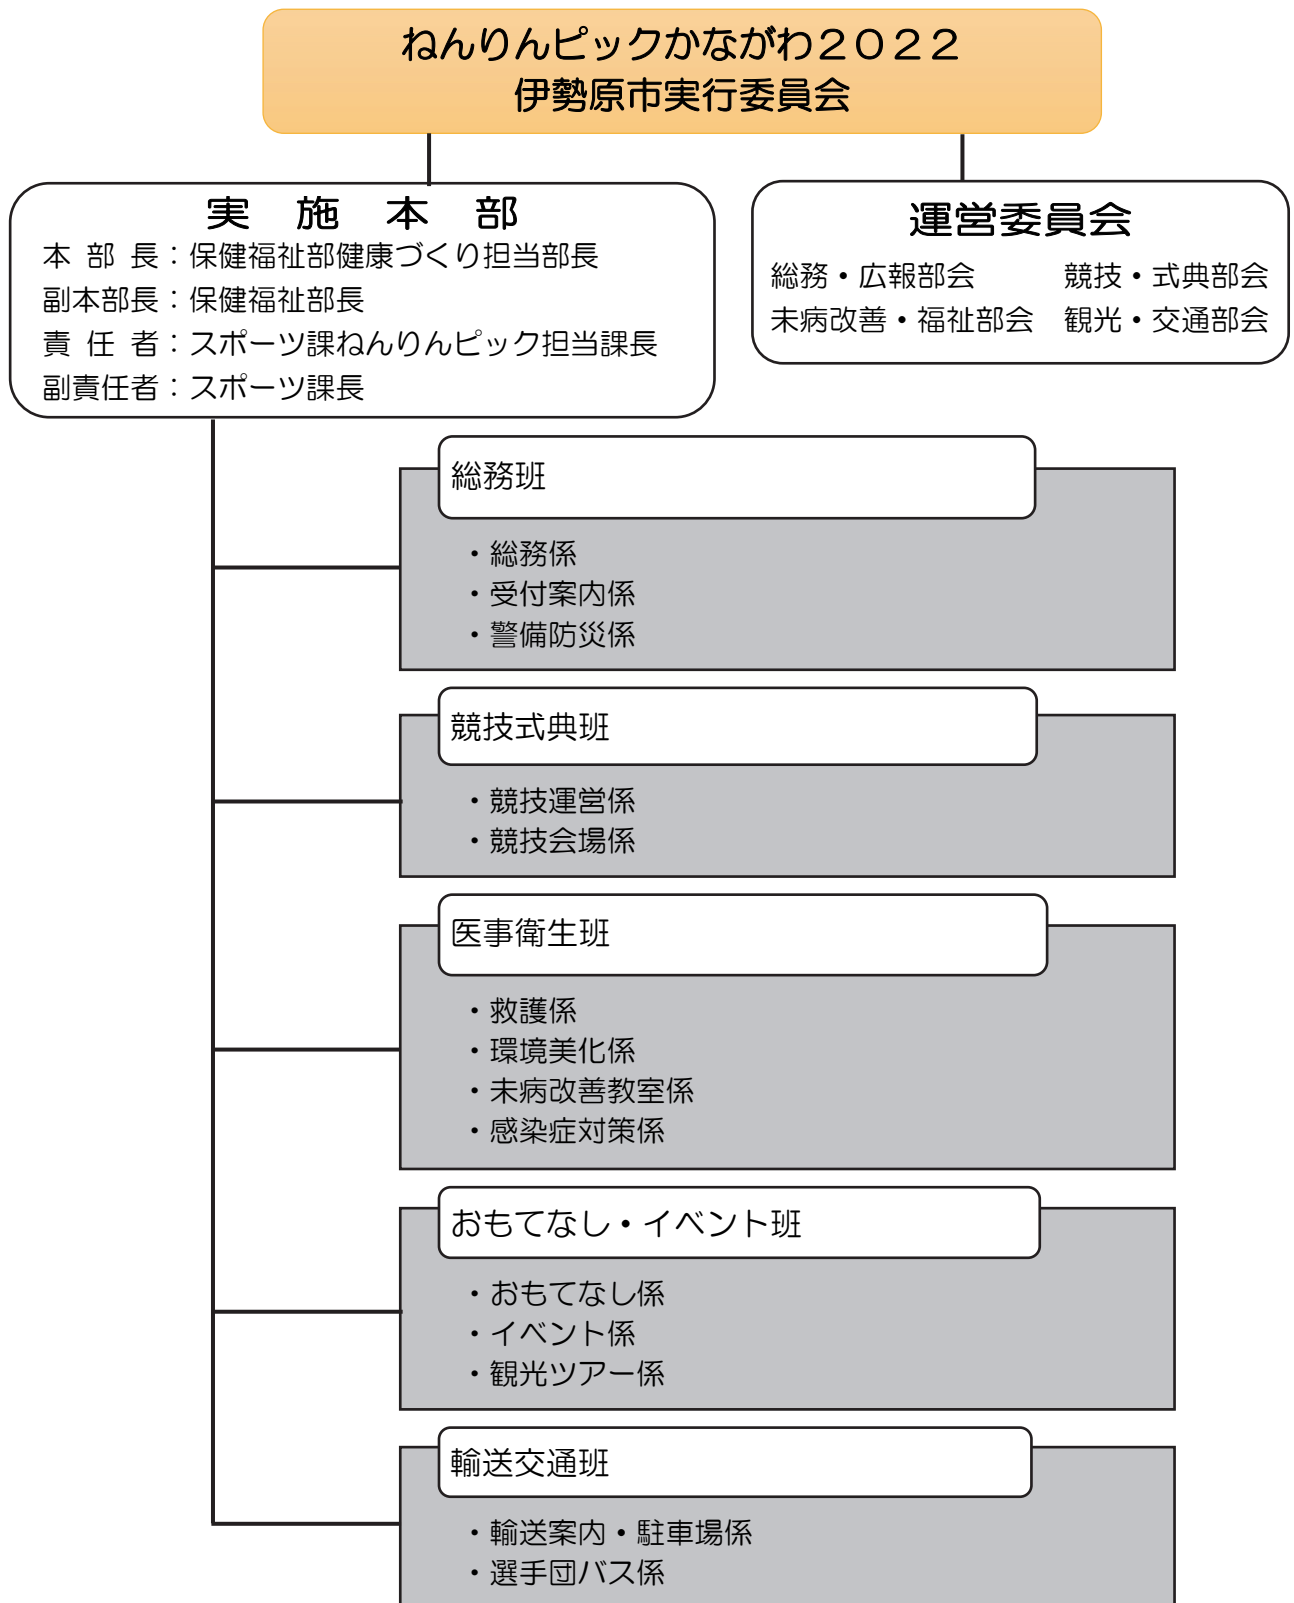 ねんりんピックかながわ２０２２
伊勢原市実行委員会
実　施　本　部
本 部 長：保健福祉部健康づくり担当部長
副本部長：保健福祉部長
責 任 者：スポーツ課ねんりんピック担当課長
副責任者：スポーツ課長
運営委員会
総務・広報部会　　　競技・式典部会
未病改善・福祉部会　観光・交通部会
総務班
・総務係
・受付案内係
・警備防災係
競技式典班
・競技運営係
・競技会場係
医事衛生班
・救護係
・環境美化係
・未病改善教室係
・感染症対策係
おもてなし・イベント班
・おもてなし係
・イベント係
・観光ツアー係
輸送交通班
・輸送案内・駐車場係
・選手団バス係